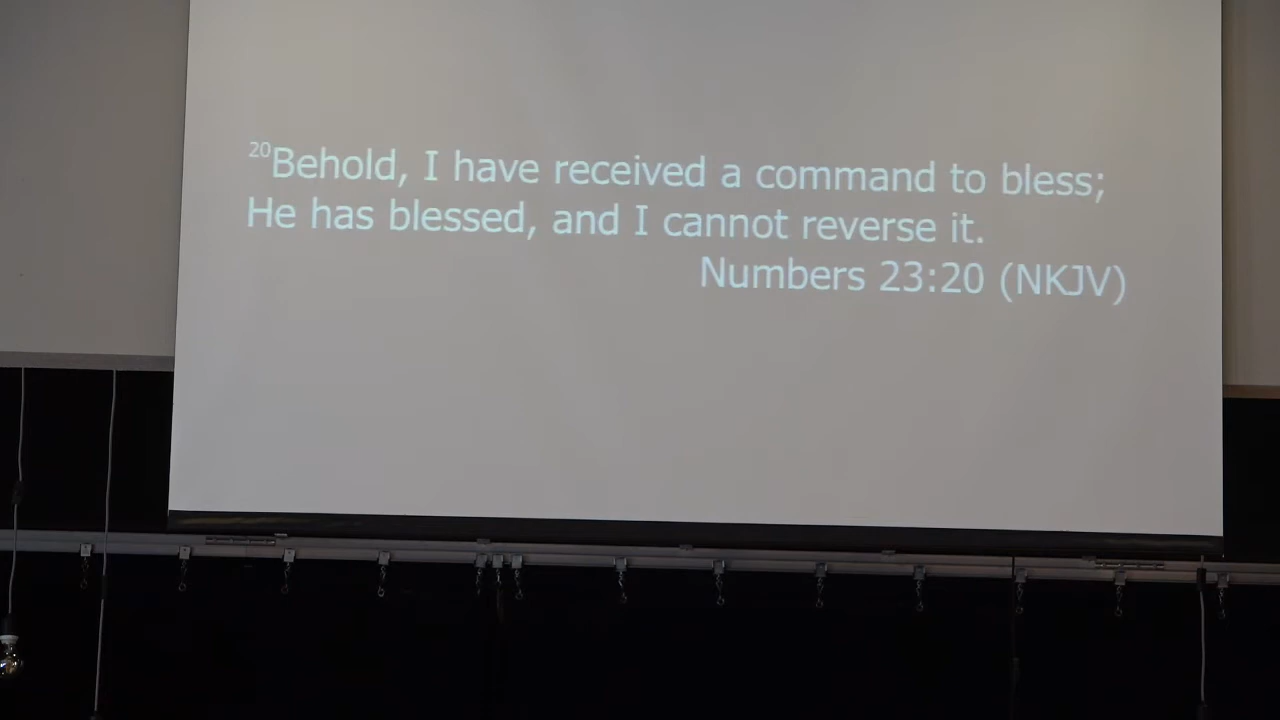 20Behold, I have received a command to bless;
He has blessed, and I cannot reverse it.
Numbers 23:20 (NKJV)